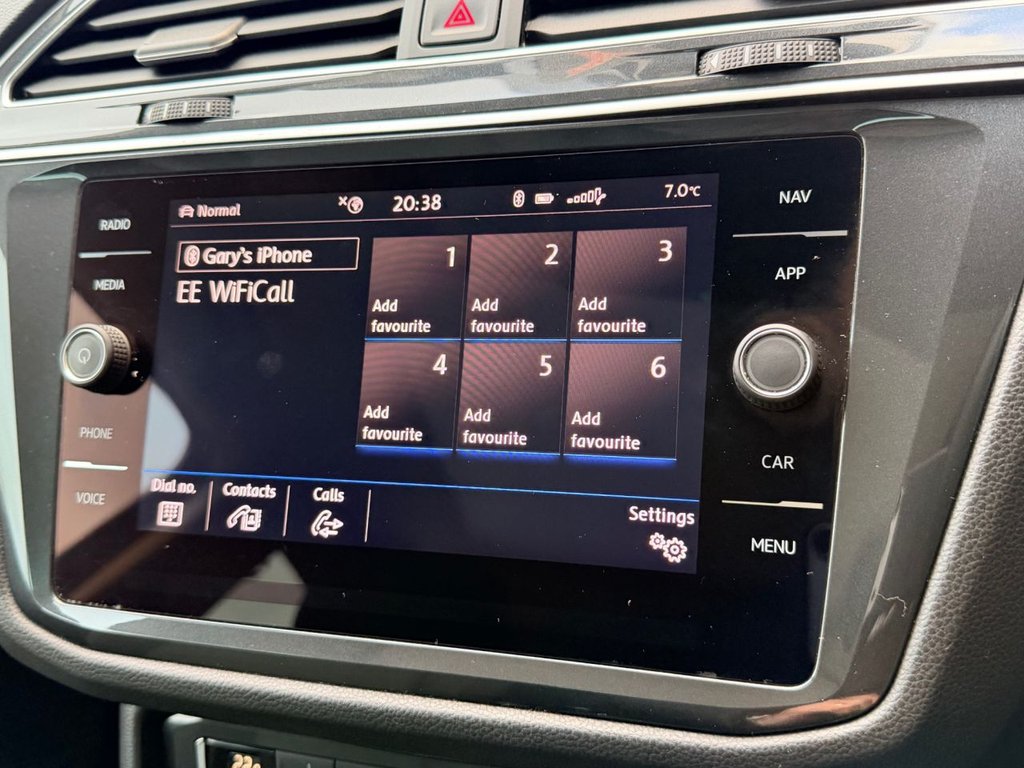 Normal 20:38 7.0°C
RADIO
MEDIA
PHONE
VOICE
Gary's iPhone
EE WiFiCall
1
Add
favourite
2
Add
favourite
3
Add
favourite
4
Add
favourite
5
Add
favourite
6
Add
favourite
Dial no. Contacts Calls Settings
NAV
APP
CAR
MENU